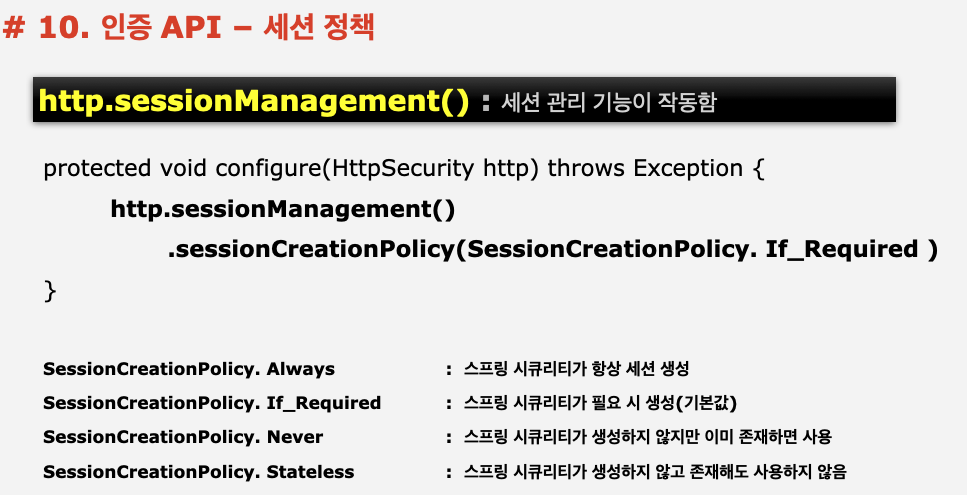 # 10. 인증 API – 세션 정책
http.sessionManagement() : 세션 관리 기능이 작동함
protected void configure(HttpSecurity http) throws Exception {
http.sessionManagement()
.sessionCreationPolicy(SessionCreationPolicy. If_Required )
}
SessionCreationPolicy. Always : 스프링 시큐리티가 항상 세션 생성
SessionCreationPolicy. If_Required : 스프링 시큐리티가 필요 시 생성(기본값)
SessionCreationPolicy. Never : 스프링 시큐리티가 생성하지 않지만 이미 존재하면 사용
SessionCreationPolicy. Stateless : 스프링 시큐리티가 생성하지 않고 존재해도 사용하지 않음